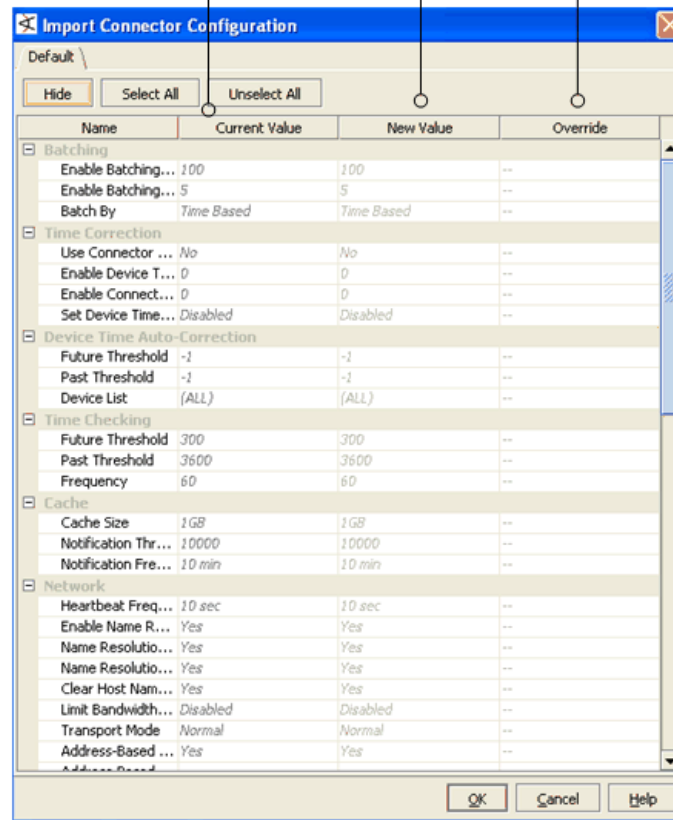 Import Connector Configuration
Default
Hide Select All Unselect All
Name Current Value New Value Override
Batching
Enable Batching... 100 100 --
Enable Batching... 5 5 --
Batch By Time Based Time Based --
Time Correction
Use Connector ... No No --
Enable Device T... 0 0 --
Enable Connect... 0 0 --
Set Device Time... Disabled Disabled --
Device Time Auto-Correction
Future Threshold -1 -1 --
Past Threshold -1 -1 --
Device List (ALL) (ALL) --
Time Checking
Future Threshold 300 300 --
Past Threshold 3600 3600 --
Frequency 60 60 --
Cache
Cache Size 1GB 1GB --
Notification Thr... 10000 10000 --
Notification Fre... 10 min 10 min --
Network
Heartbeat Freq... 10 sec 10 sec --
Enable Name R... Yes Yes --
Name Resolutio... Yes Yes --
Name Resolutio... Yes Yes --
Clear Host Nam... Yes Yes --
Limit Bandwidth... Disabled Disabled --
Transport Mode Normal Normal --
Address-Based ... Yes Yes --
OK Cancel Help